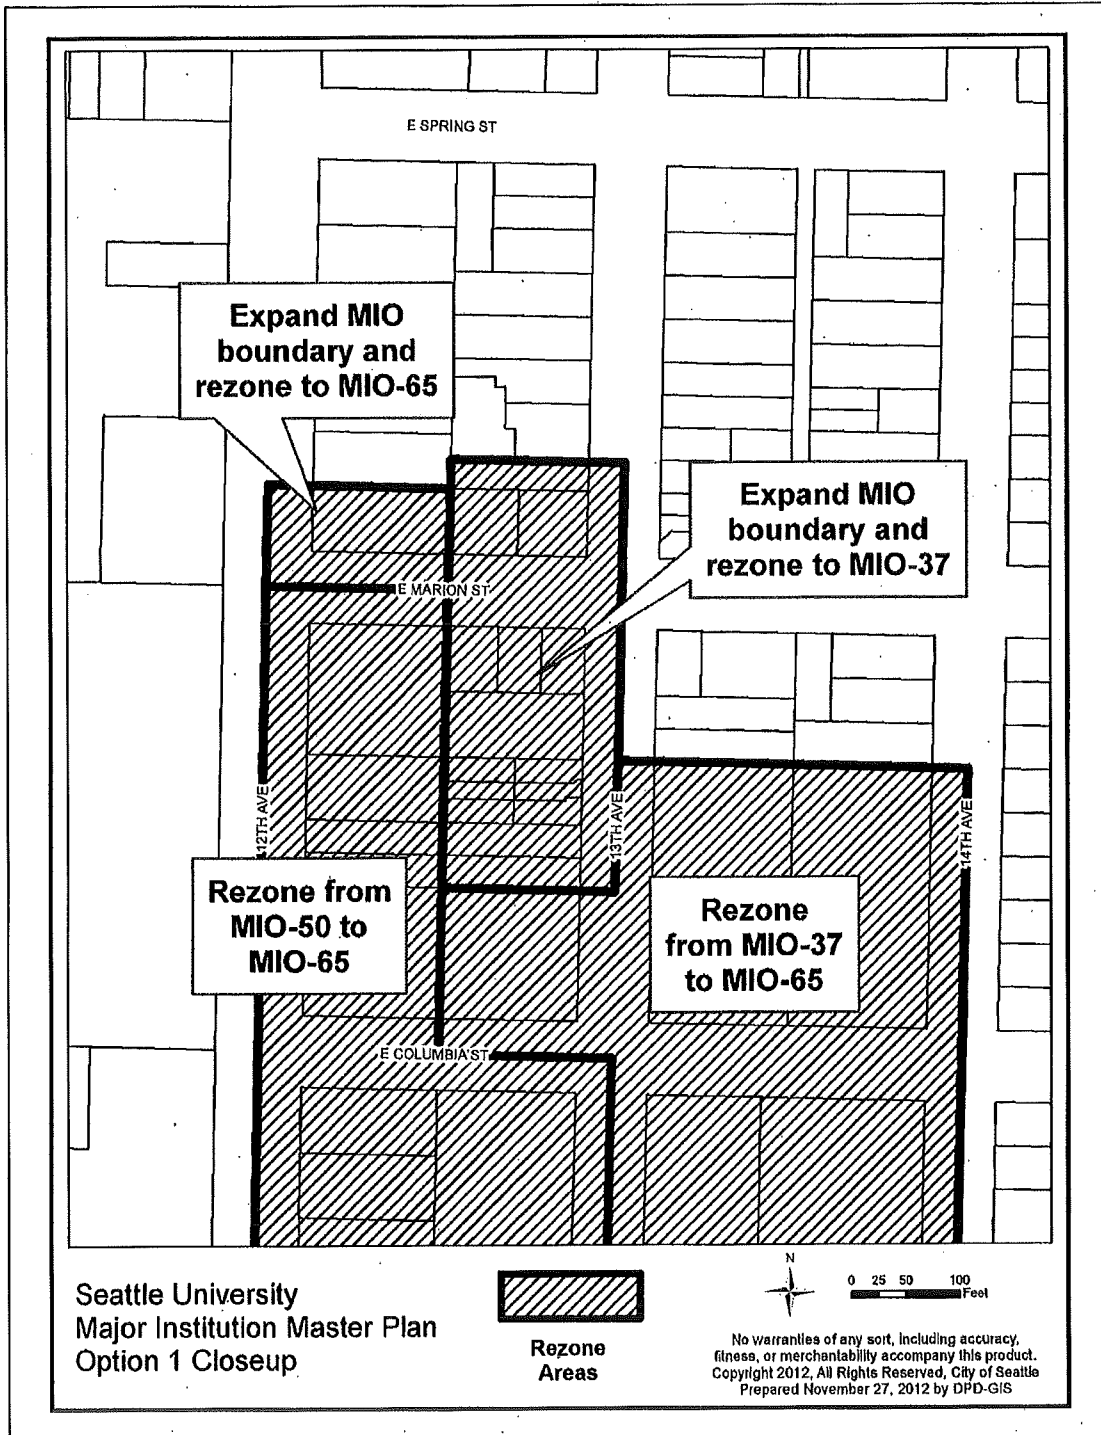 E SPRING ST
Expand MIO
boundary and
rezone to MIO-65
Expand MIO
boundary and
rezone to MIO-37
E MARION ST
12TH AVE
13TH AVE
14TH AVE
Rezone from
MIO-50 to
MIO-65
Rezone
from MIO-37
to MIO-65
E COLUMBIA ST
Seattle University
Major Institution Master Plan
Option 1 Closeup
Rezone
Areas
N
0 25 50 100
Feet
No warranties of any sort, including accuracy,
fitness, or merchantability accompany this product.
Copyright 2012, All Rights Reserved, City of Seattle
Prepared November 27, 2012 by DPD-GIS